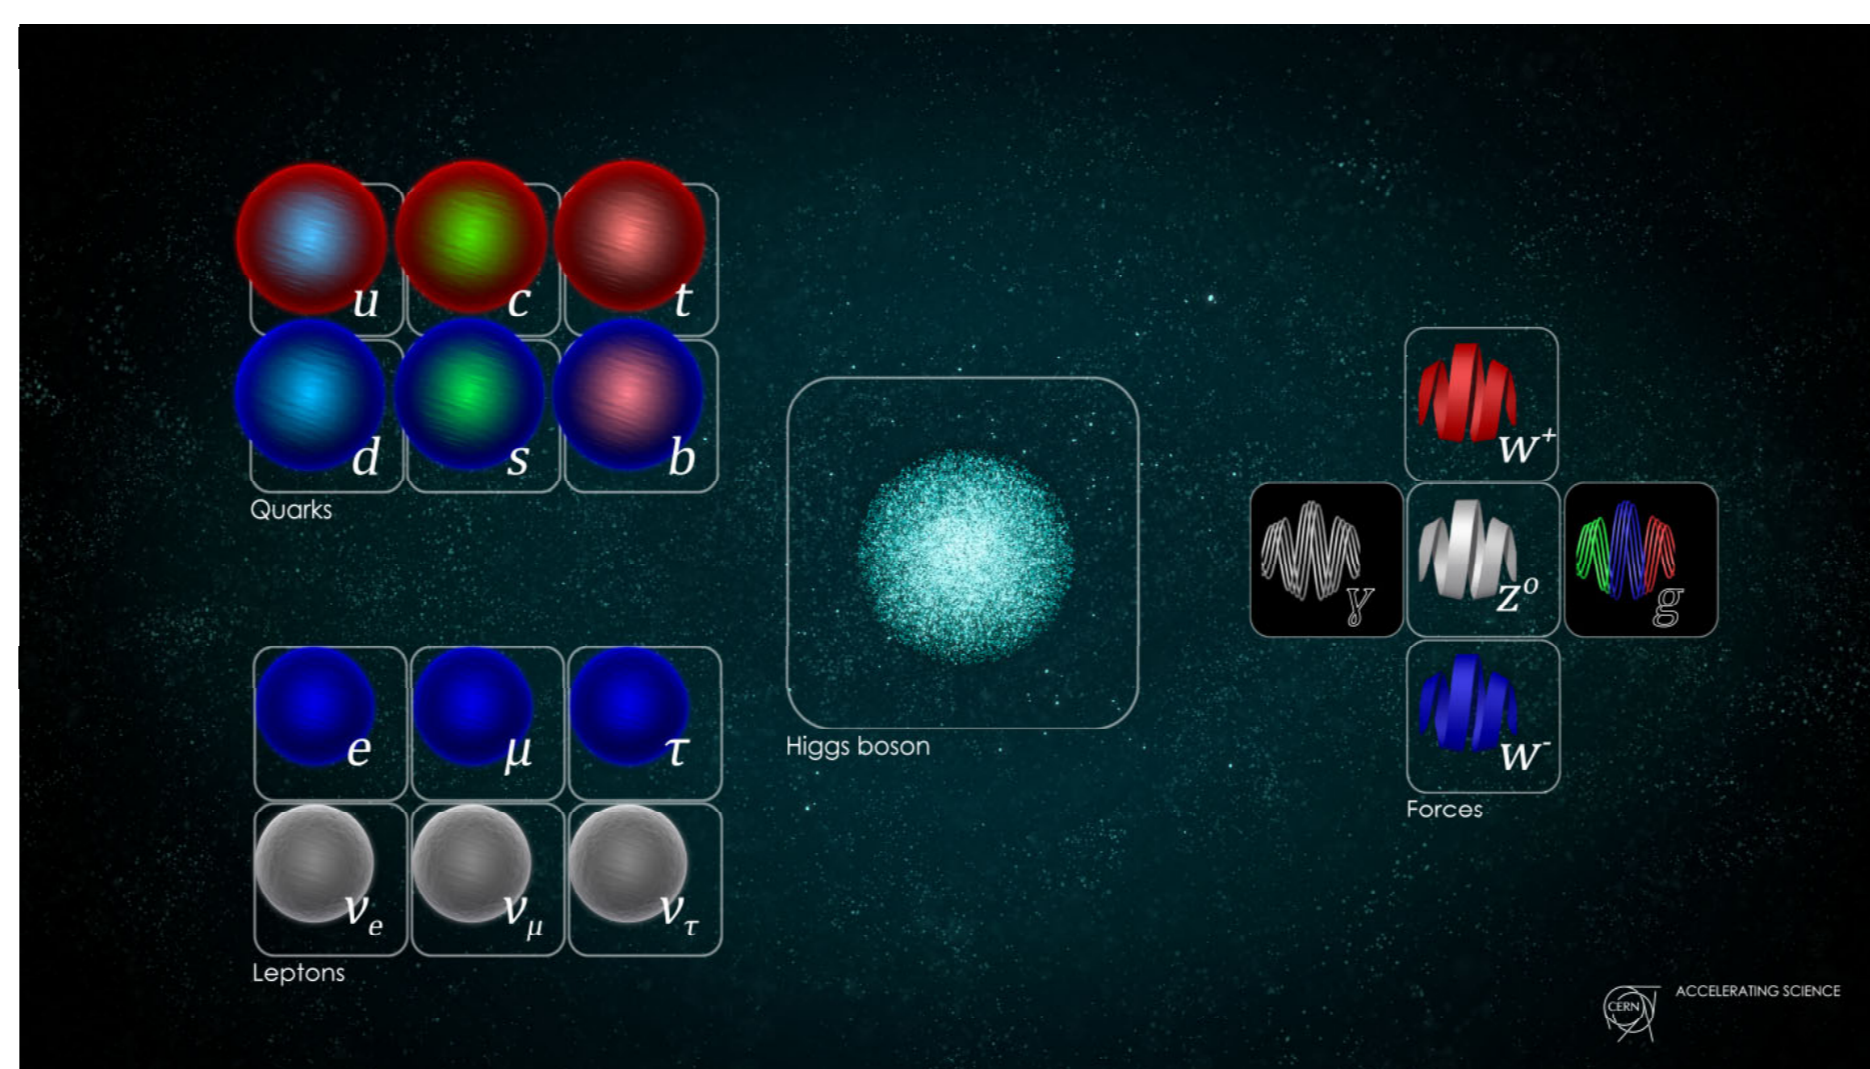 u c t
d s b
Quarks
e μ τ
νe νμ ντ
Leptons
Higgs boson
W+
γ Z0 g
W-
Forces
CERN
ACCELERATING SCIENCE